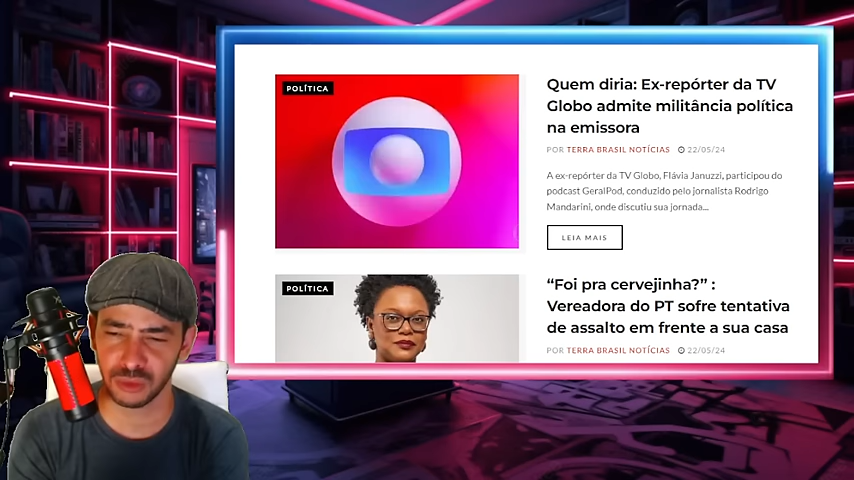 POLÍTICA
Quem diria: Ex-repórter da TV
Globo admite militância política
na emissora
POR TERRA BRASIL NOTÍCIAS 22/05/24
A ex-repórter da TV Globo, Flávia Januzzi, participou do
podcast GeralPod, conduzido pelo jornalista Rodrigo
Mandarini, onde discutiu sua jornada...
LEIA MAIS
POLÍTICA
“Foi pra cervejinha?” :
Vereadora do PT sofre tentativa
de assalto em frente a sua casa
POR TERRA BRASIL NOTÍCIAS 22/05/24